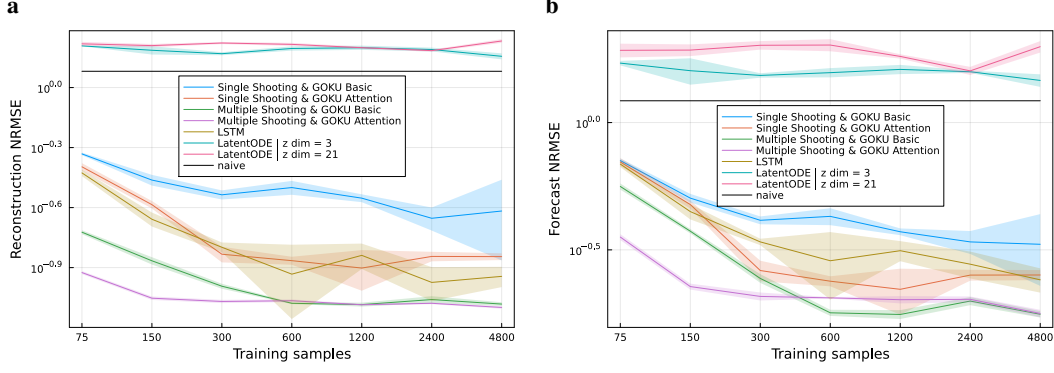 a
Reconstruction NRMSE
10^0.0
10^−0.3
10^−0.6
10^−0.9
Single Shooting & GOKU Basic
Single Shooting & GOKU Attention
Multiple Shooting & GOKU Basic
Multiple Shooting & GOKU Attention
LSTM
LatentODE | z dim = 3
LatentODE | z dim = 21
naive
75 150 300 600 1200 2400 4800
Training samples
b
Forecast NRMSE
10^0.0
10^−0.5
Single Shooting & GOKU Basic
Single Shooting & GOKU Attention
Multiple Shooting & GOKU Basic
Multiple Shooting & GOKU Attention
LSTM
LatentODE | z dim = 3
LatentODE | z dim = 21
naive
75 150 300 600 1200 2400 4800
Training samples